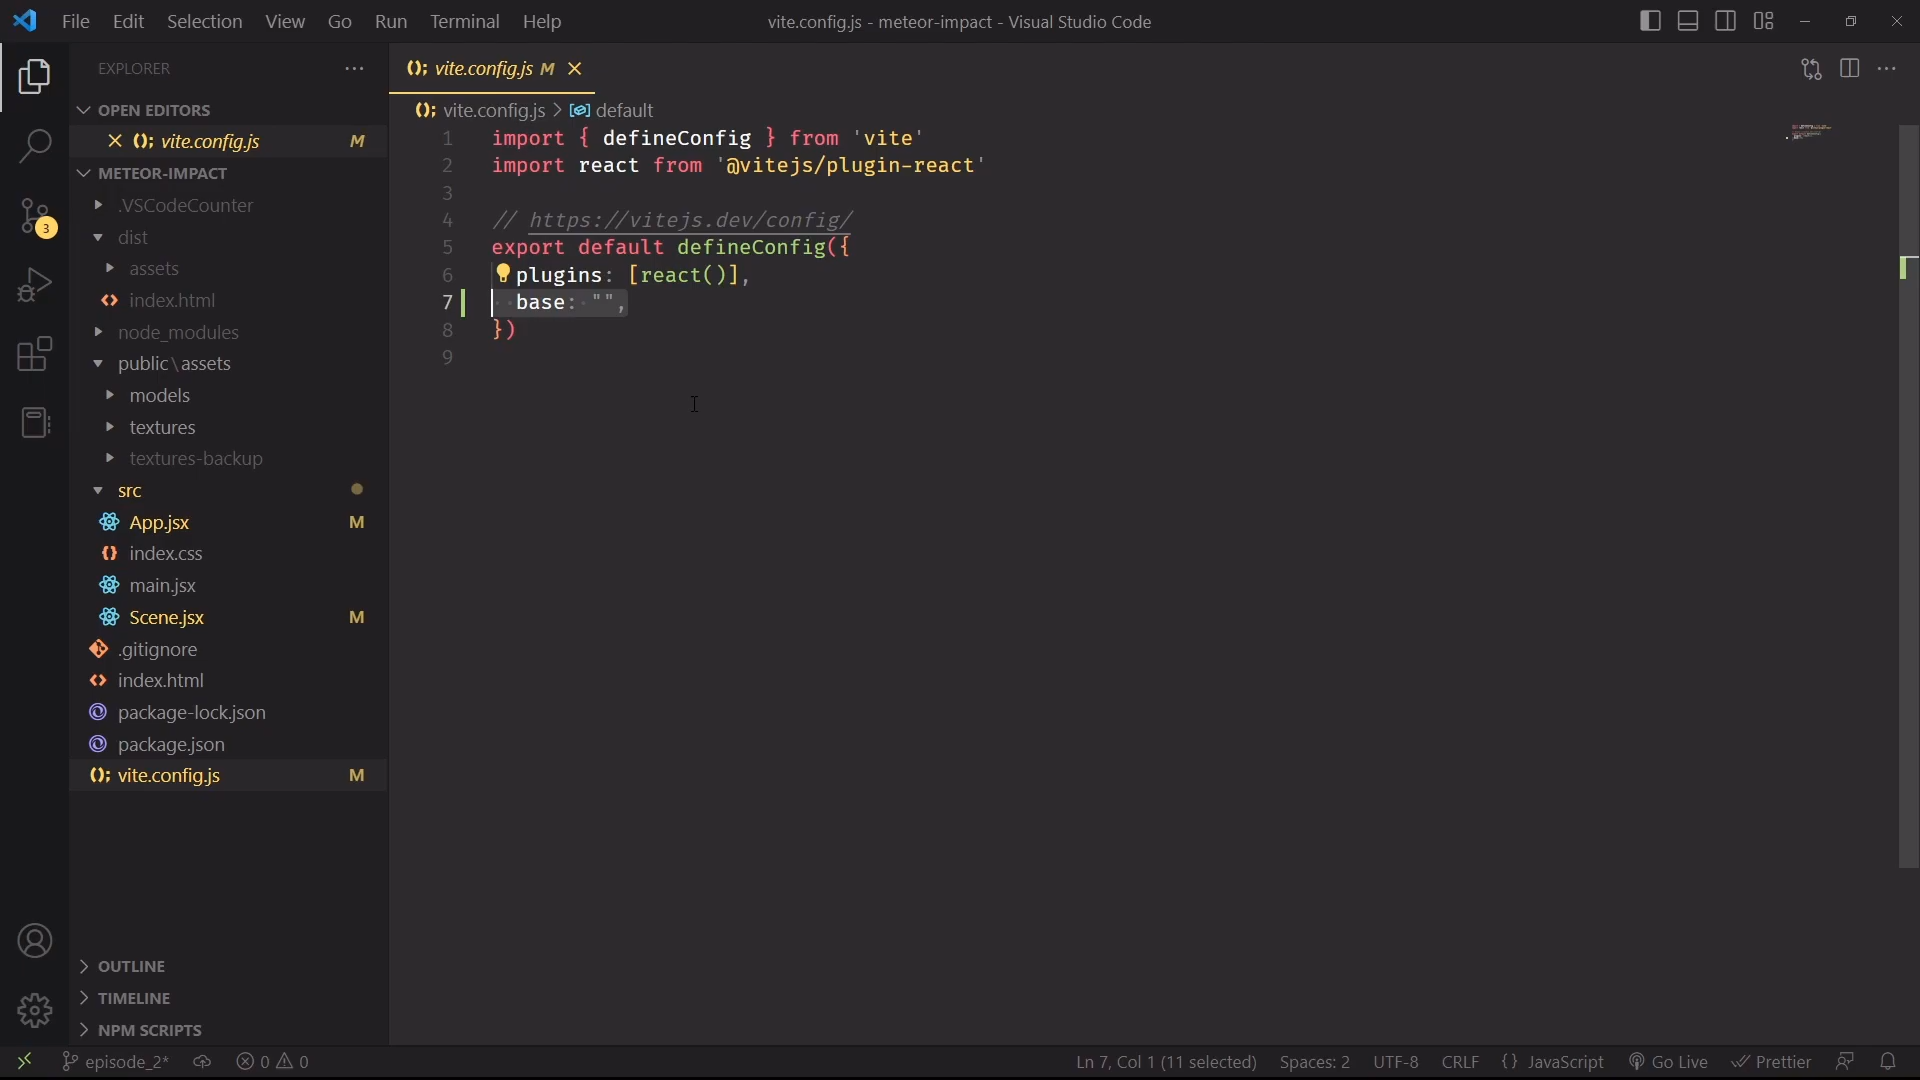 File Edit Selection View Go Run Terminal Help
vite.config.js - meteor-impact - Visual Studio Code
EXPLORER
OPEN EDITORS
vite.config.js M
METEOR-IMPACT
.VSCodeCounter
dist
assets
index.html
node_modules
public\assets
models
textures
textures-backup
src
App.jsx M
index.css
main.jsx
Scene.jsx M
.gitignore
index.html
package-lock.json
package.json
vite.config.js M
OUTLINE
TIMELINE
NPM SCRIPTS
3
vite.config.js M
vite.config.js > default
1 import { defineConfig } from 'vite'
2 import react from '@vitejs/plugin-react'
3
4 // https://vitejs.dev/config/
5 export default defineConfig({
6 plugins: [react()],
7 base: "",
8 })
9
episode_2* 0 0
Ln 7, Col 1 (11 selected) Spaces: 2 UTF-8 CRLF {} JavaScript Go Live Prettier